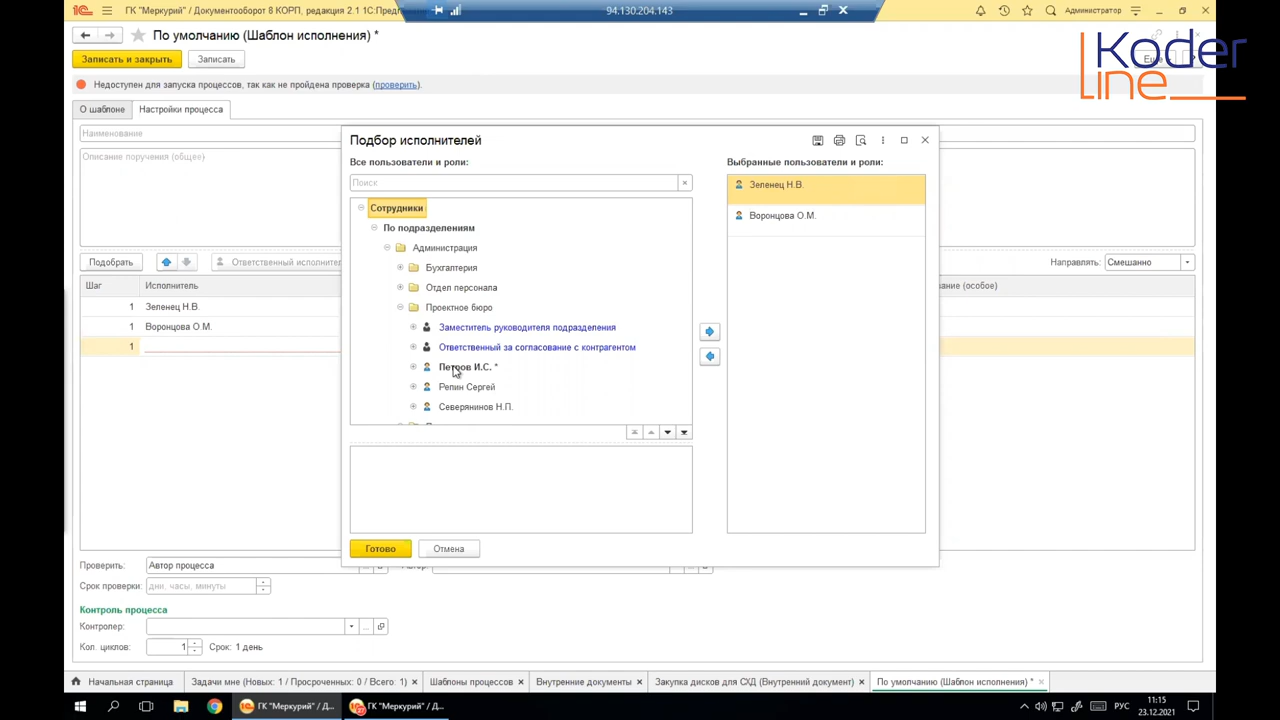 ГК "Меркурий" / Документооборот 8 КОРП, редакция 2.1 1С:Пред
94.130.204.143
Администратор
По умолчанию (Шаблон исполнения) *
Koder
line
Записать и закрыть
Записать
Недоступен для запуска процессов, так как не пройдена проверка (проверить).
О шаблоне
Настройки процесса
Наименование
Описание поручения (общее)
Подобрать
Ответственный исполнител
Направлять:
Смешанно
Шаг
Исполнитель
ание (особое)
1
Зеленец Н.В.
1
Воронцова О.М.
1
Подбор исполнителей
Все пользователи и роли:
Выбранные пользователи и роли:
Поиск
Сотрудники
По подразделениям
Администрация
Бухгалтерия
Отдел персонала
Проектное бюро
Заместитель руководителя подразделения
Ответственный за согласование с контрагентом
Петров И.С. *
Репин Сергей
Северянинов Н.П.
Зеленец Н.В.
Воронцова О.М.
Готово
Отмена
Проверить:
Автор процесса
Автор:
Срок проверки:
дни, часы, минуты
Контроль процесса
Контролер:
Кол. циклов:
1
Срок: 1 день
Начальная страница
Задачи мне (Новых: 1 / Просроченных: 0 / Всего: 1)
Шаблоны процессов
Внутренние документы
Закупка дисков для СХД (Внутренний документ)
По умолчанию (Шаблон исполнения) *
ГК "Меркурий" / Д...
ГК "Меркурий" / Д...
РУС
11:15
23.12.2021